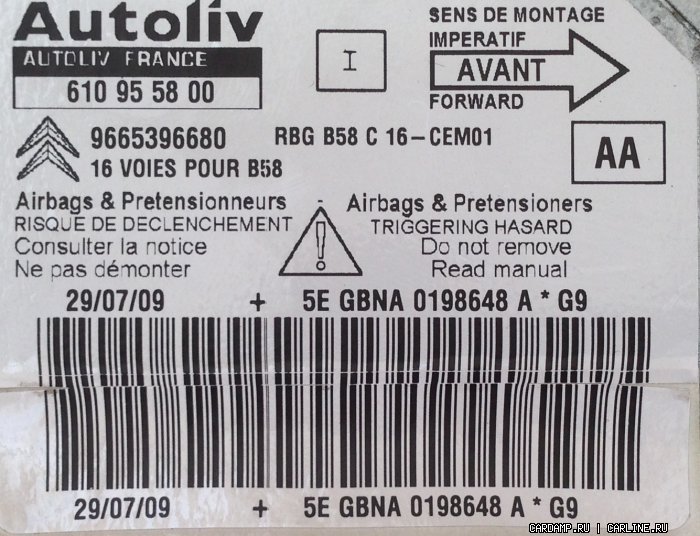 Autoliv
AUTOLIV FRANCE
610 95 58 00
I
SENS DE MONTAGE
IMPERATIF
AVANT
FORWARD
9665396680
RBG B58 C 16-CEM01
16 VOIES POUR B58
AA
Airbags & Pretensionneurs
RISQUE DE DECLENCHEMENT
Consulter la notice
Ne pas démonter
!
Airbags & Pretensioners
TRIGGERING HASARD
Do not remove
Read manual
29/07/09 + 5E GBNA 0198648 A * G9
29/07/09 + 5E GBNA 0198648 A * G9
CARDAMP.RU | CARLINE.RU